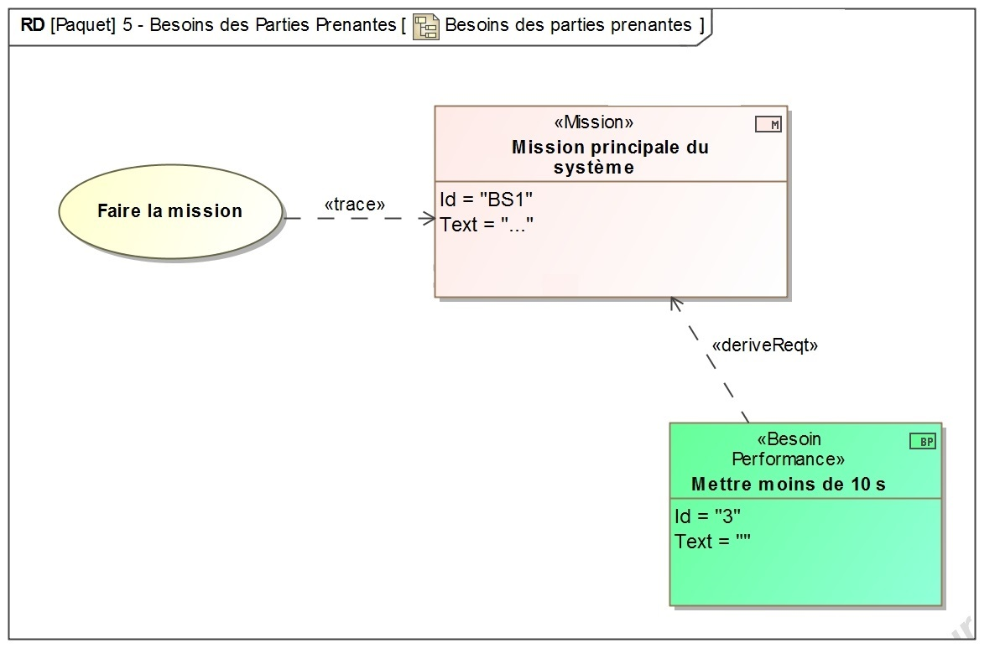 RD [Paquet] 5 - Besoins des Parties Prenantes [ Besoins des parties prenantes ]
«Mission»
M
Mission principale du
système
Id = "BS1"
Text = "..."
Faire la mission
«trace»
«deriveReqt»
«Besoin
Performance»
BP
Mettre moins de 10 s
Id = "3"
Text = ""